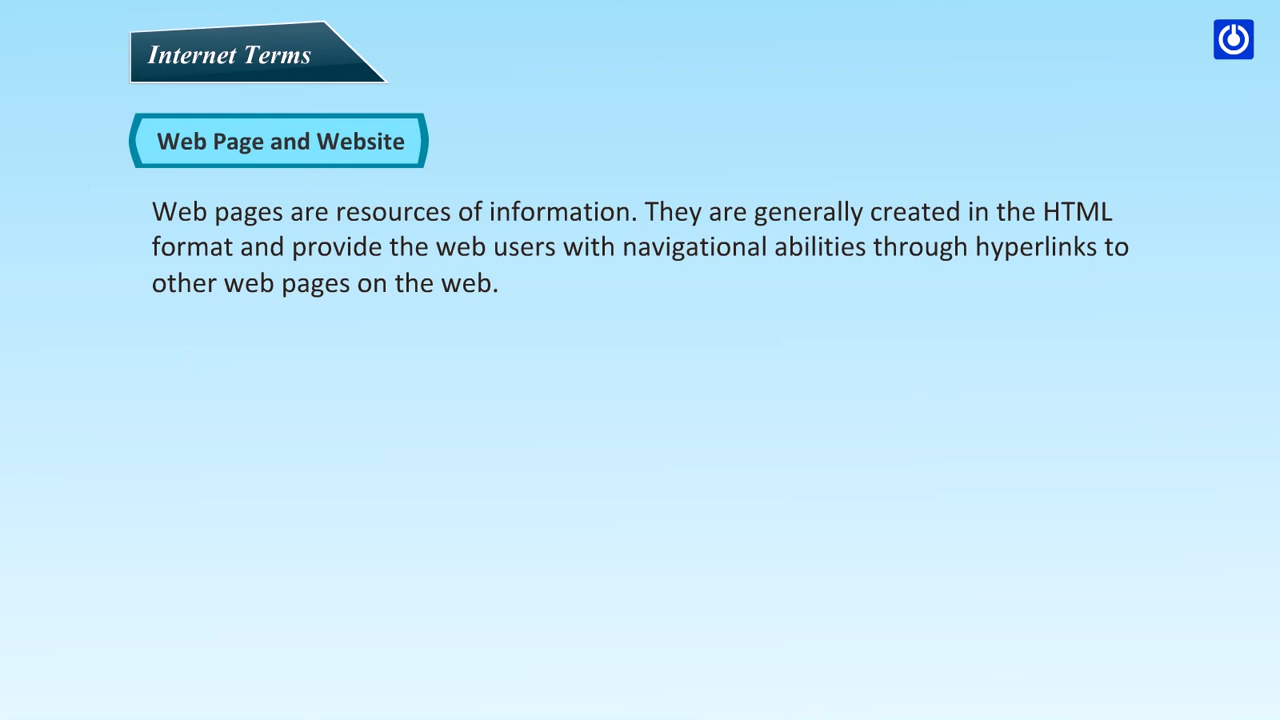 Internet Terms
Web Page and Website
Web pages are resources of information. They are generally created in the HTML
format and provide the web users with navigational abilities through hyperlinks to
other web pages on the web.